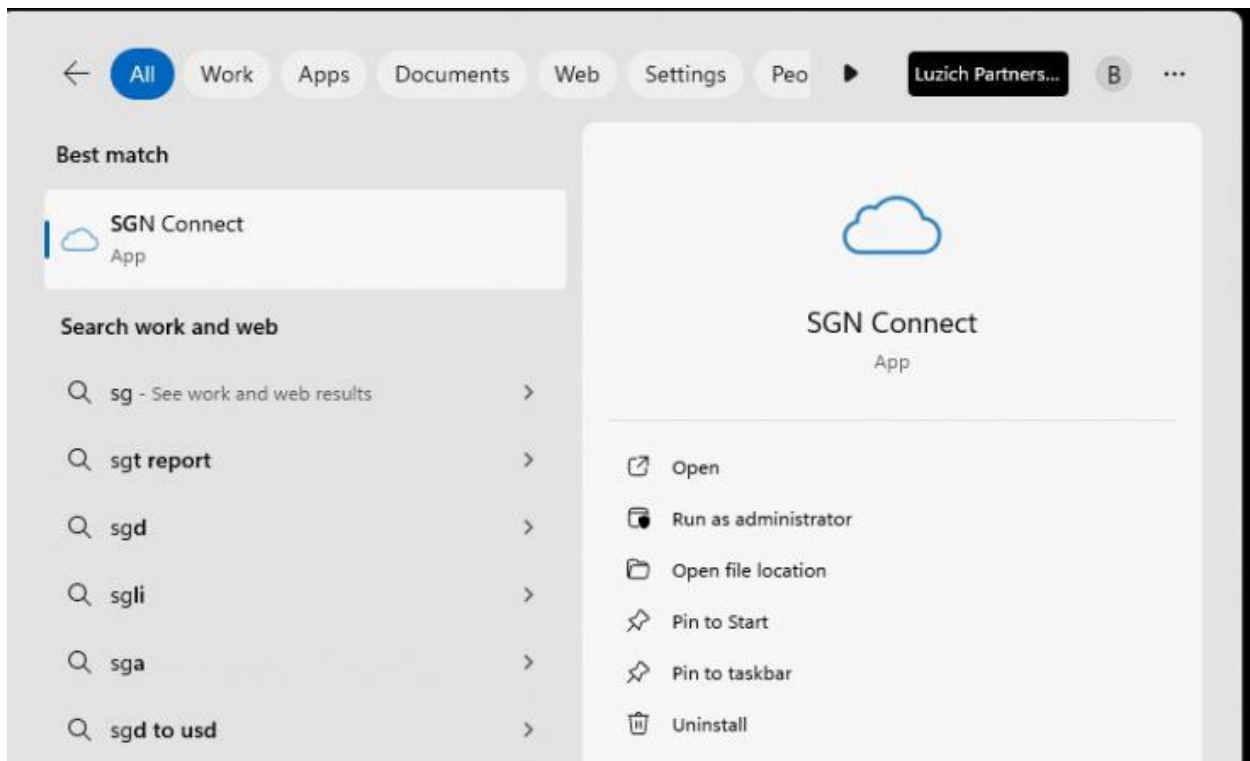 All Work Apps Documents Web Settings Peo Luzich Partners... B ...
Best match
SGN Connect
App
Search work and web
sg - See work and web results
sgt report
sgd
sgli
sga
sgd to usd
SGN Connect
App
Open
Run as administrator
Open file location
Pin to Start
Pin to taskbar
Uninstall